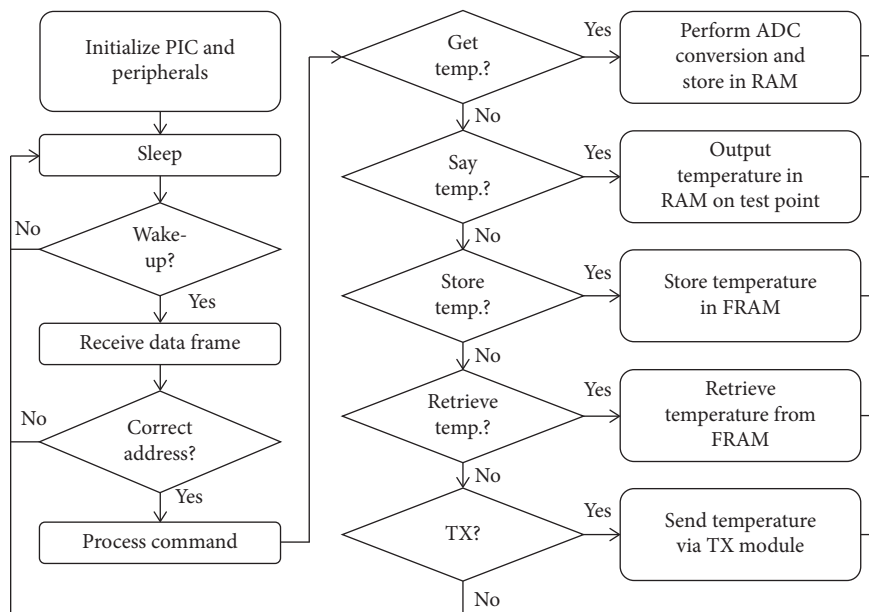 Initialize PIC and
peripherals
Sleep
No
Wake-
up?
Yes
Receive data frame
No
Correct
address?
Yes
Process command
Get
temp.?
Yes
Perform ADC
conversion and
store in RAM
No
Say
temp.?
Yes
Output
temperature in
RAM on test point
No
Store
temp.?
Yes
Store temperature
in FRAM
No
Retrieve
temp.?
Yes
Retrieve
temperature from
FRAM
No
TX?
Yes
Send temperature
via TX module
No